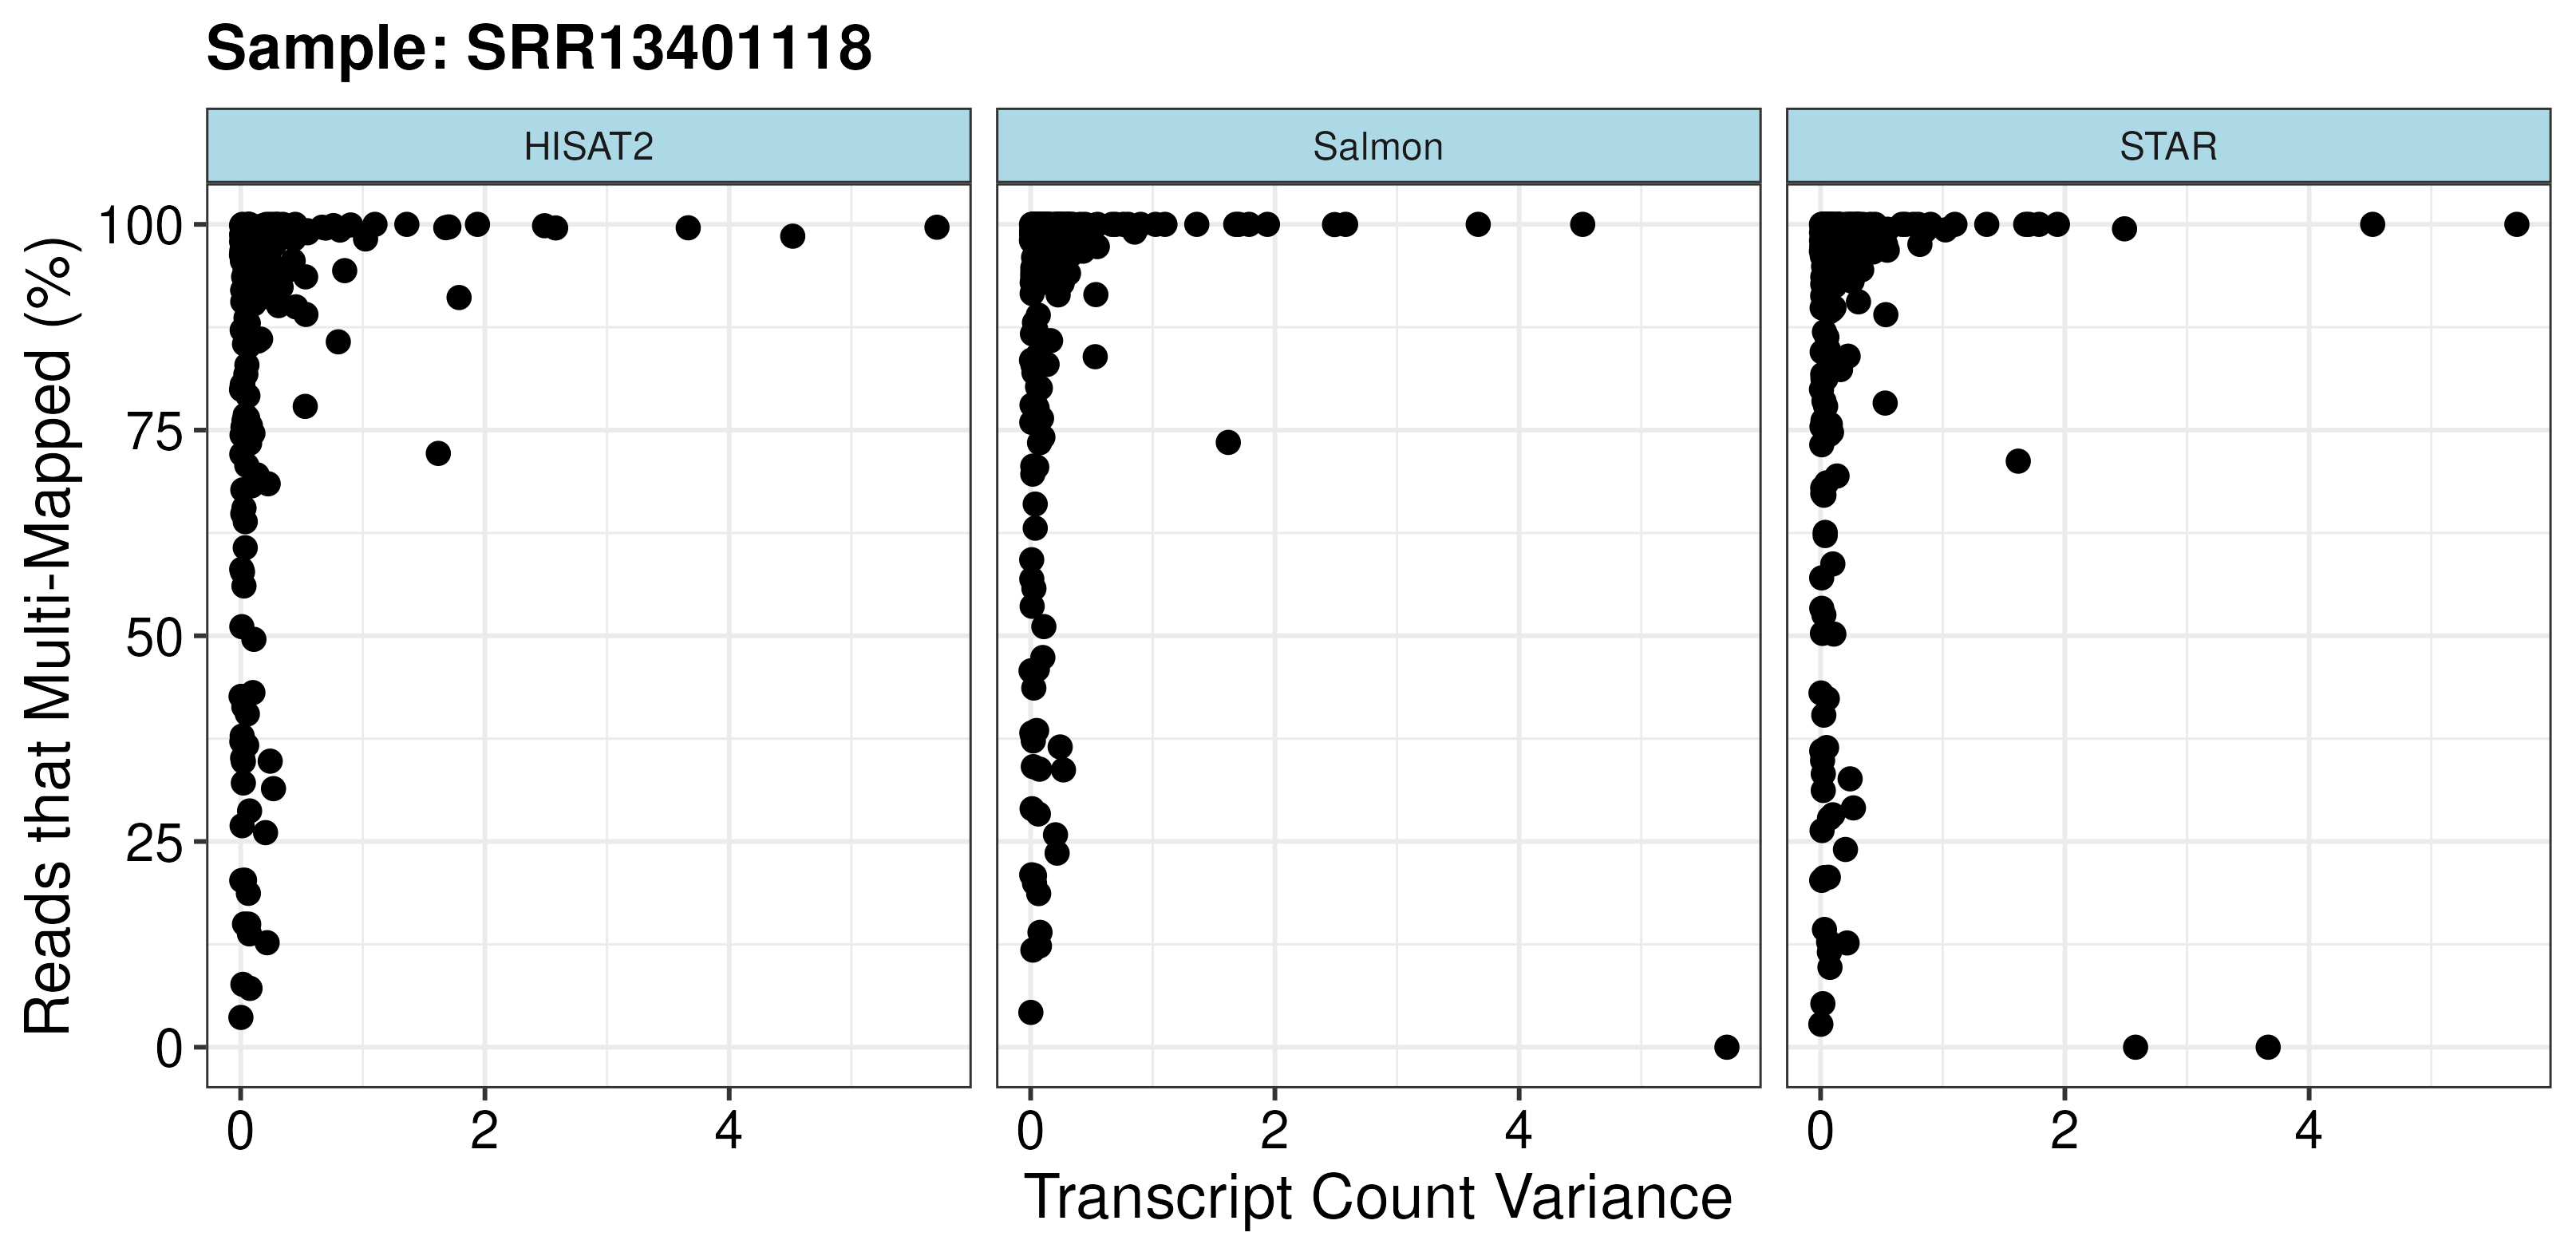 Sample: SRR13401118
HISAT2
Salmon
STAR
Reads that Multi-Mapped (%)
100
75
50
25
0
0 2 4
0 2 4
0 2 4
Transcript Count Variance